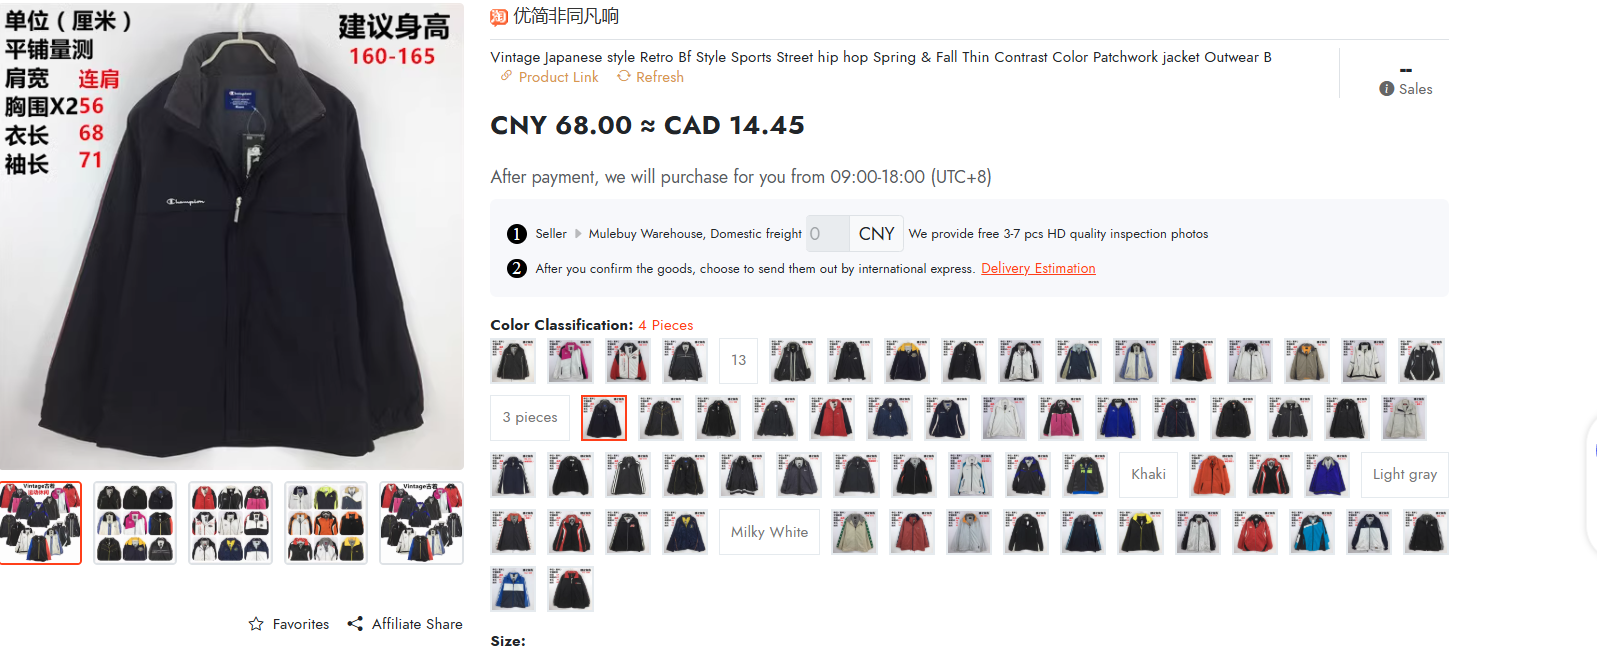 单位（厘米）
平铺量测
肩宽 连肩
胸围X2 56
衣长 68
袖长 71
建议身高
160-165
Champion
Champion
淘 优简非同凡响
Vintage Japanese style Retro Bf Style Sports Street hip hop Spring & Fall Thin Contrast Color Patchwork jacket Outwear B
Product Link Refresh
--
Sales
CNY 68.00 ≈ CAD 14.45
After payment, we will purchase for you from 09:00-18:00 (UTC+8)
1 Seller Mulebuy Warehouse, Domestic freight 0 CNY We provide free 3-7 pcs HD quality inspection photos
2 After you confirm the goods, choose to send them out by international express. Delivery Estimation
Color Classification: 4 Pieces
13
3 pieces
Khaki
Light gray
Milky White
Vintage古着
运动休闲
Vintage古着
Favorites Affiliate Share
Size: